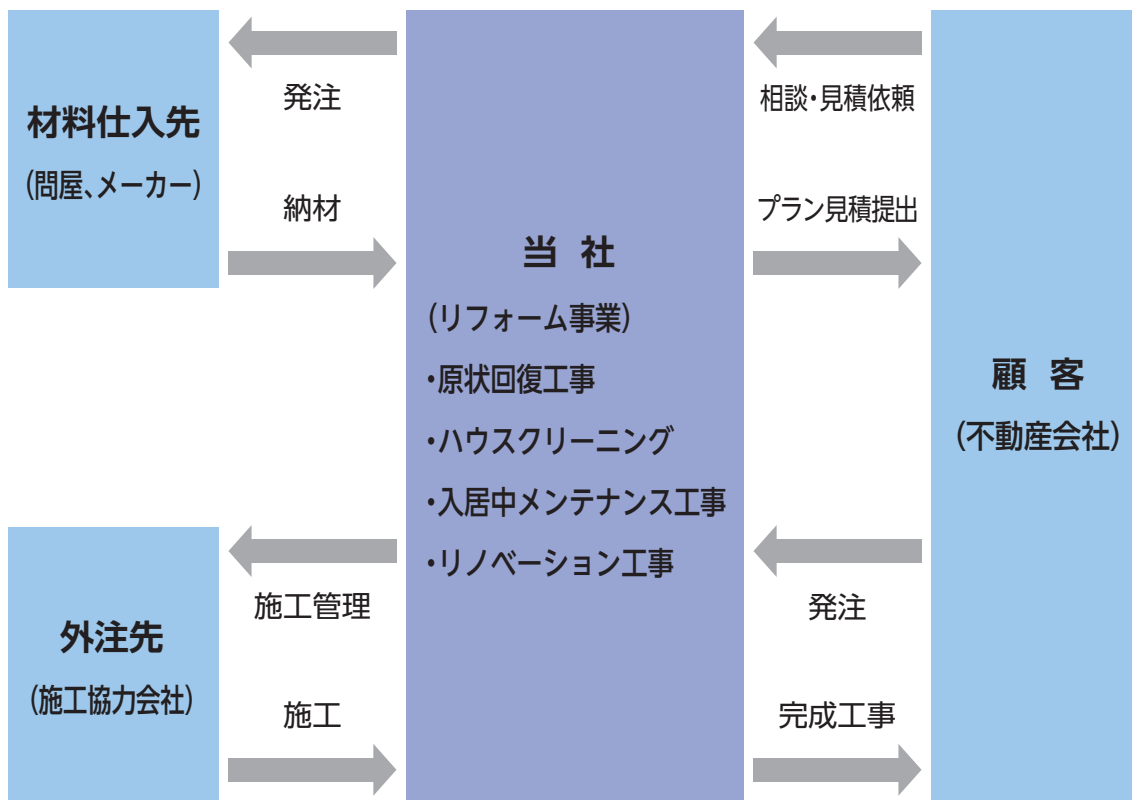 材料仕入先
(問屋、メーカー)
発注
納材
外注先
(施工協力会社)
施工管理
施工
当 社
(リフォーム事業)
・原状回復工事
・ハウスクリーニング
・入居中メンテナンス工事
・リノベーション工事
相談・見積依頼
プラン見積提出
発注
完成工事
顧 客
(不動産会社)